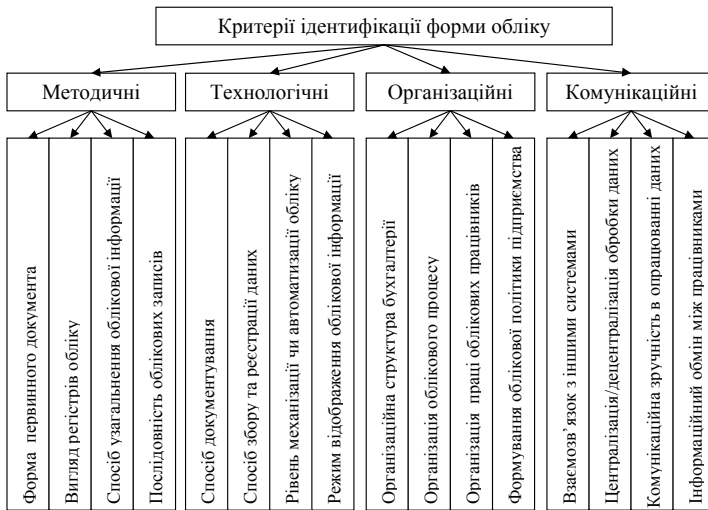 Критерії ідентифікації форми обліку
Методичні
Технологічні
Організаційні
Комунікаційні
Форма первинного документа
Вигляд регістрів обліку
Спосіб узагальнення облікової інформації
Послідовність облікових записів
Спосіб документування
Спосіб збору та реєстрації даних
Рівень механізації чи автоматизації обліку
Режим відображення облікової інформації
Організаційна структура бухгалтерії
Організація облікового процесу
Організація праці облікових працівників
Формування облікової політики підприємства
Взаємозв’язок з іншими системами
Централізація/децентралізація обробки даних
Комунікаційна зручність в опрацюванні даних
Інформаційний обмін між працівниками